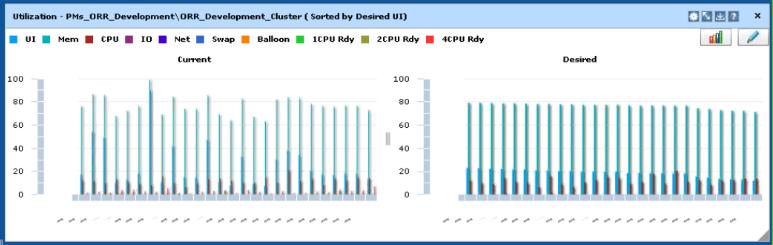 Utilization - PMs_ORR_Development\ORR_Development_Cluster ( Sorted by Desired UI)
UI Mem CPU IO Net Swap Balloon 1CPU Rdy 2CPU Rdy 4CPU Rdy
Current Desired
100 100
80 80
60 60
40 40
20 20
0 0